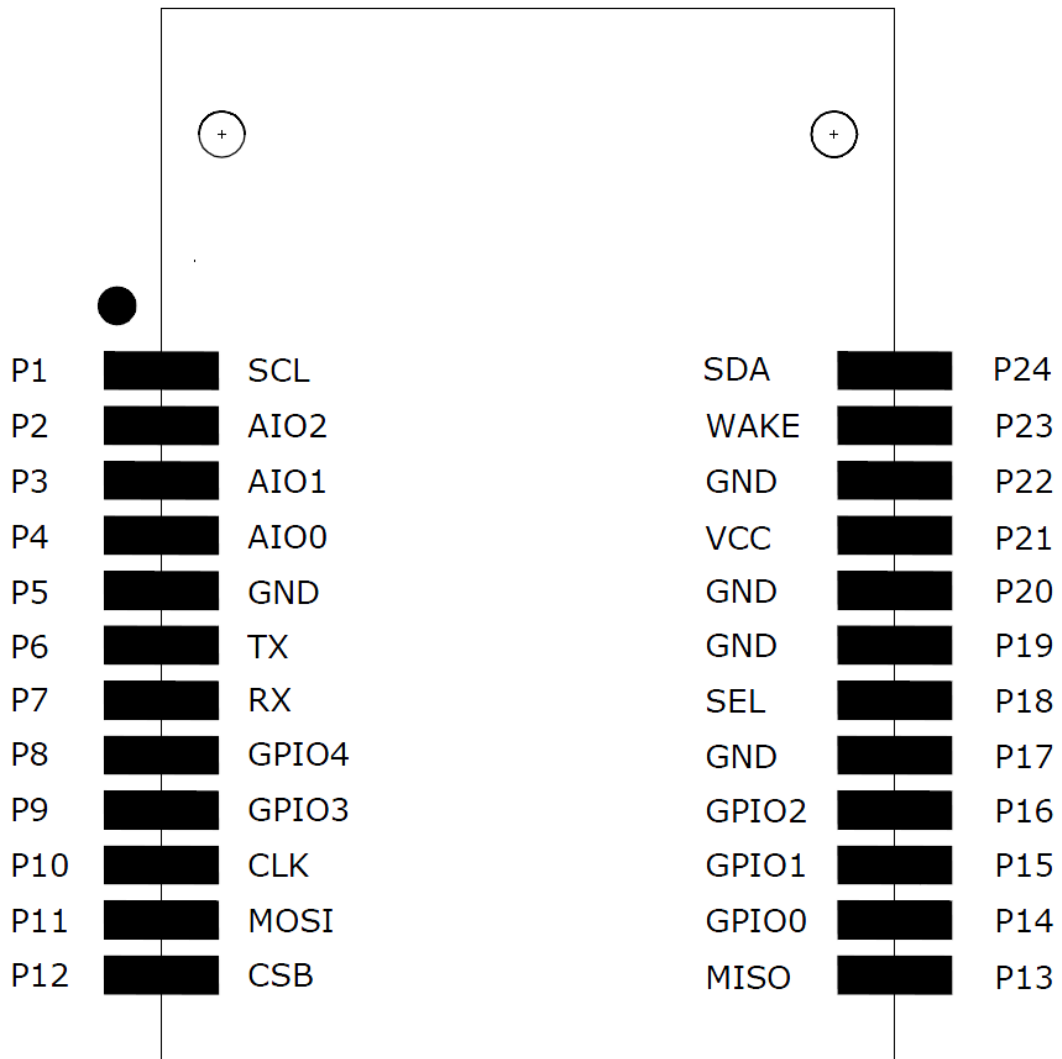 P1 SCL SDA P24
P2 AIO2 WAKE P23
P3 AIO1 GND P22
P4 AIO0 VCC P21
P5 GND GND P20
P6 TX GND P19
P7 RX SEL P18
P8 GPIO4 GND P17
P9 GPIO3 GPIO2 P16
P10 CLK GPIO1 P15
P11 MOSI GPIO0 P14
P12 CSB MISO P13